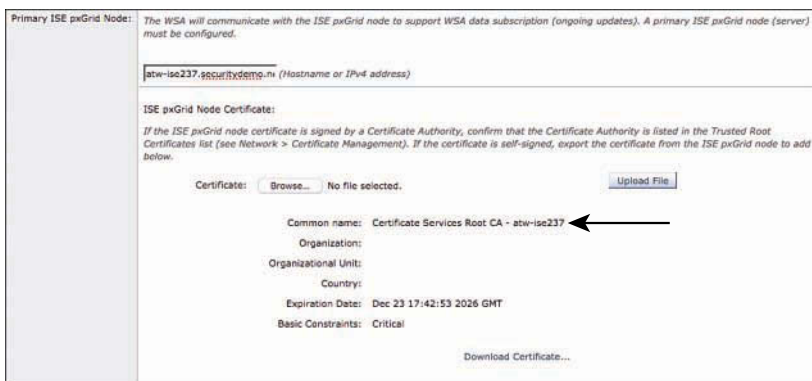 Primary ISE pxGrid Node:
The WSA will communicate with the ISE pxGrid node to support WSA data subscription (ongoing updates). A primary ISE pxGrid node (server)
must be configured.
atw-ise237.securitydemo.n (Hostname or IPv4 address)
ISE pxGrid Node Certificate:
If the ISE pxGrid node certificate is signed by a Certificate Authority, confirm that the Certificate Authority is listed in the Trusted Root
Certificates list (see Network > Certificate Management). If the certificate is self-signed, export the certificate from the ISE pxGrid node to add
below.
Certificate: Browse... No file selected. Upload File
Common name: Certificate Services Root CA - atw-ise237
Organization:
Organizational Unit:
Country:
Expiration Date: Dec 23 17:42:53 2026 GMT
Basic Constraints: Critical
Download Certificate...